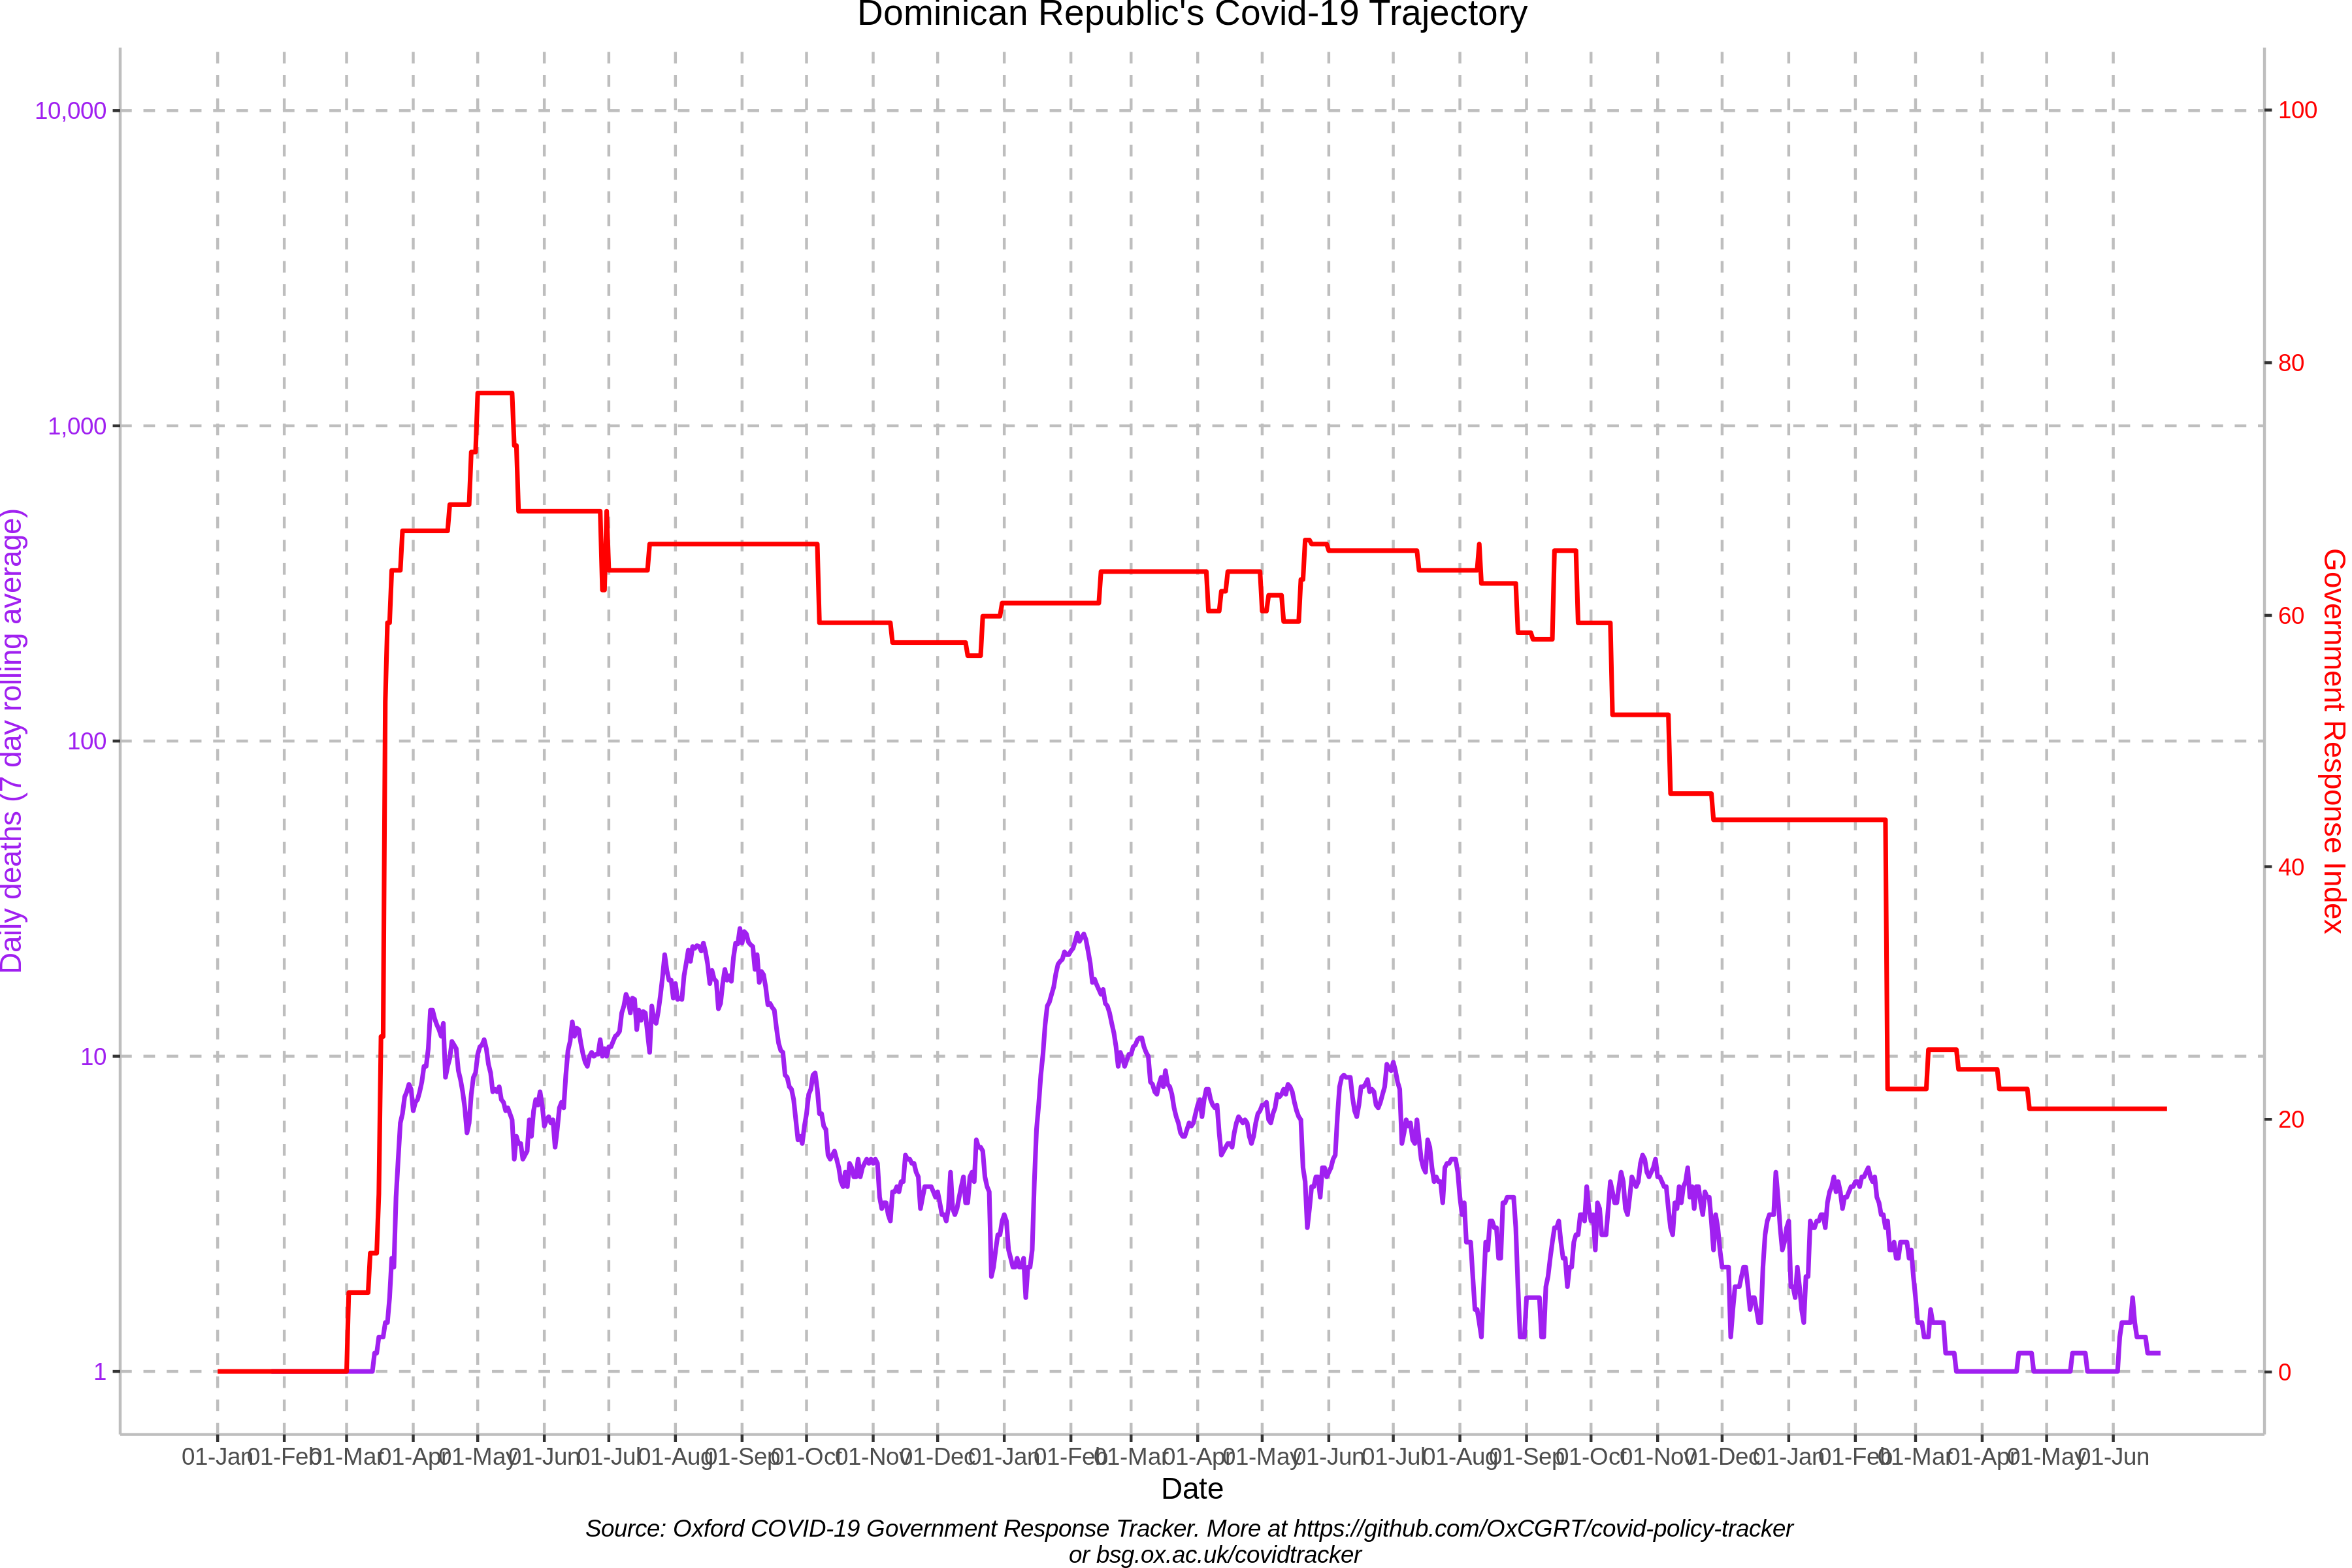 Dominican Republic's Covid-19 Trajectory
Daily deaths (7 day rolling average)
10,000
1,000
100
10
1
100
80
60
40
20
0
Government Response Index
01-Jan 01-Feb 01-Mar 01-Apr 01-May 01-Jun 01-Jul 01-Aug 01-Sep 01-Oct 01-Nov 01-Dec 01-Jan 01-Feb 01-Mar 01-Apr 01-May 01-Jun 01-Jul 01-Aug 01-Sep 01-Oct 01-Nov 01-Dec 01-Jan 01-Feb 01-Mar 01-Apr 01-May 01-Jun
Date
Source: Oxford COVID-19 Government Response Tracker. More at https://github.com/OxCGRT/covid-policy-tracker
or bsg.ox.ac.uk/covidtracker